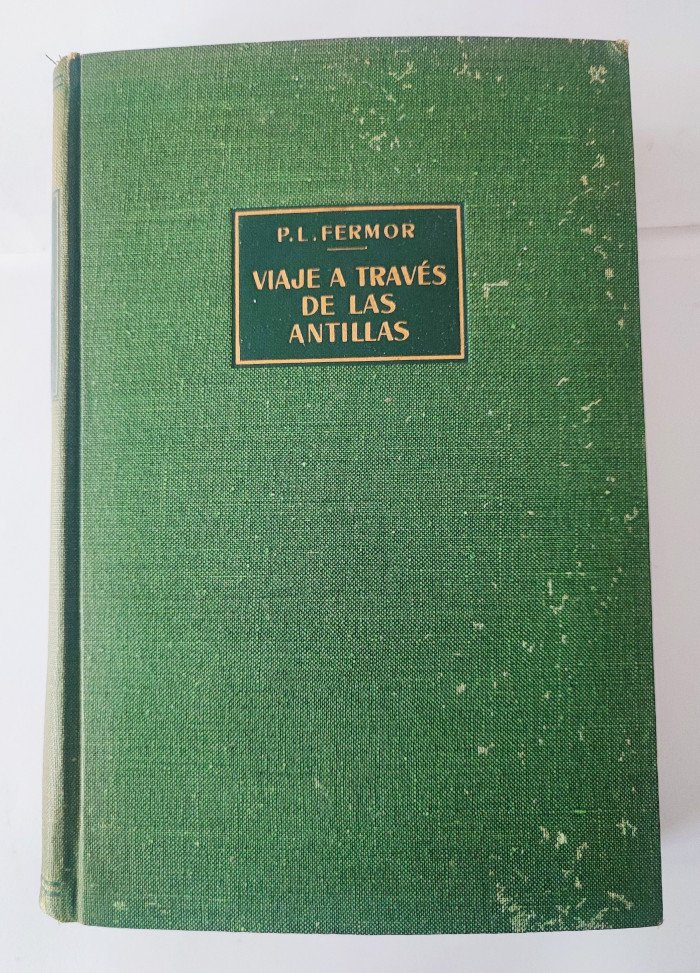 P.L.FERMOR
VIAJE A TRAVÉS
DE LAS
ANTILLAS